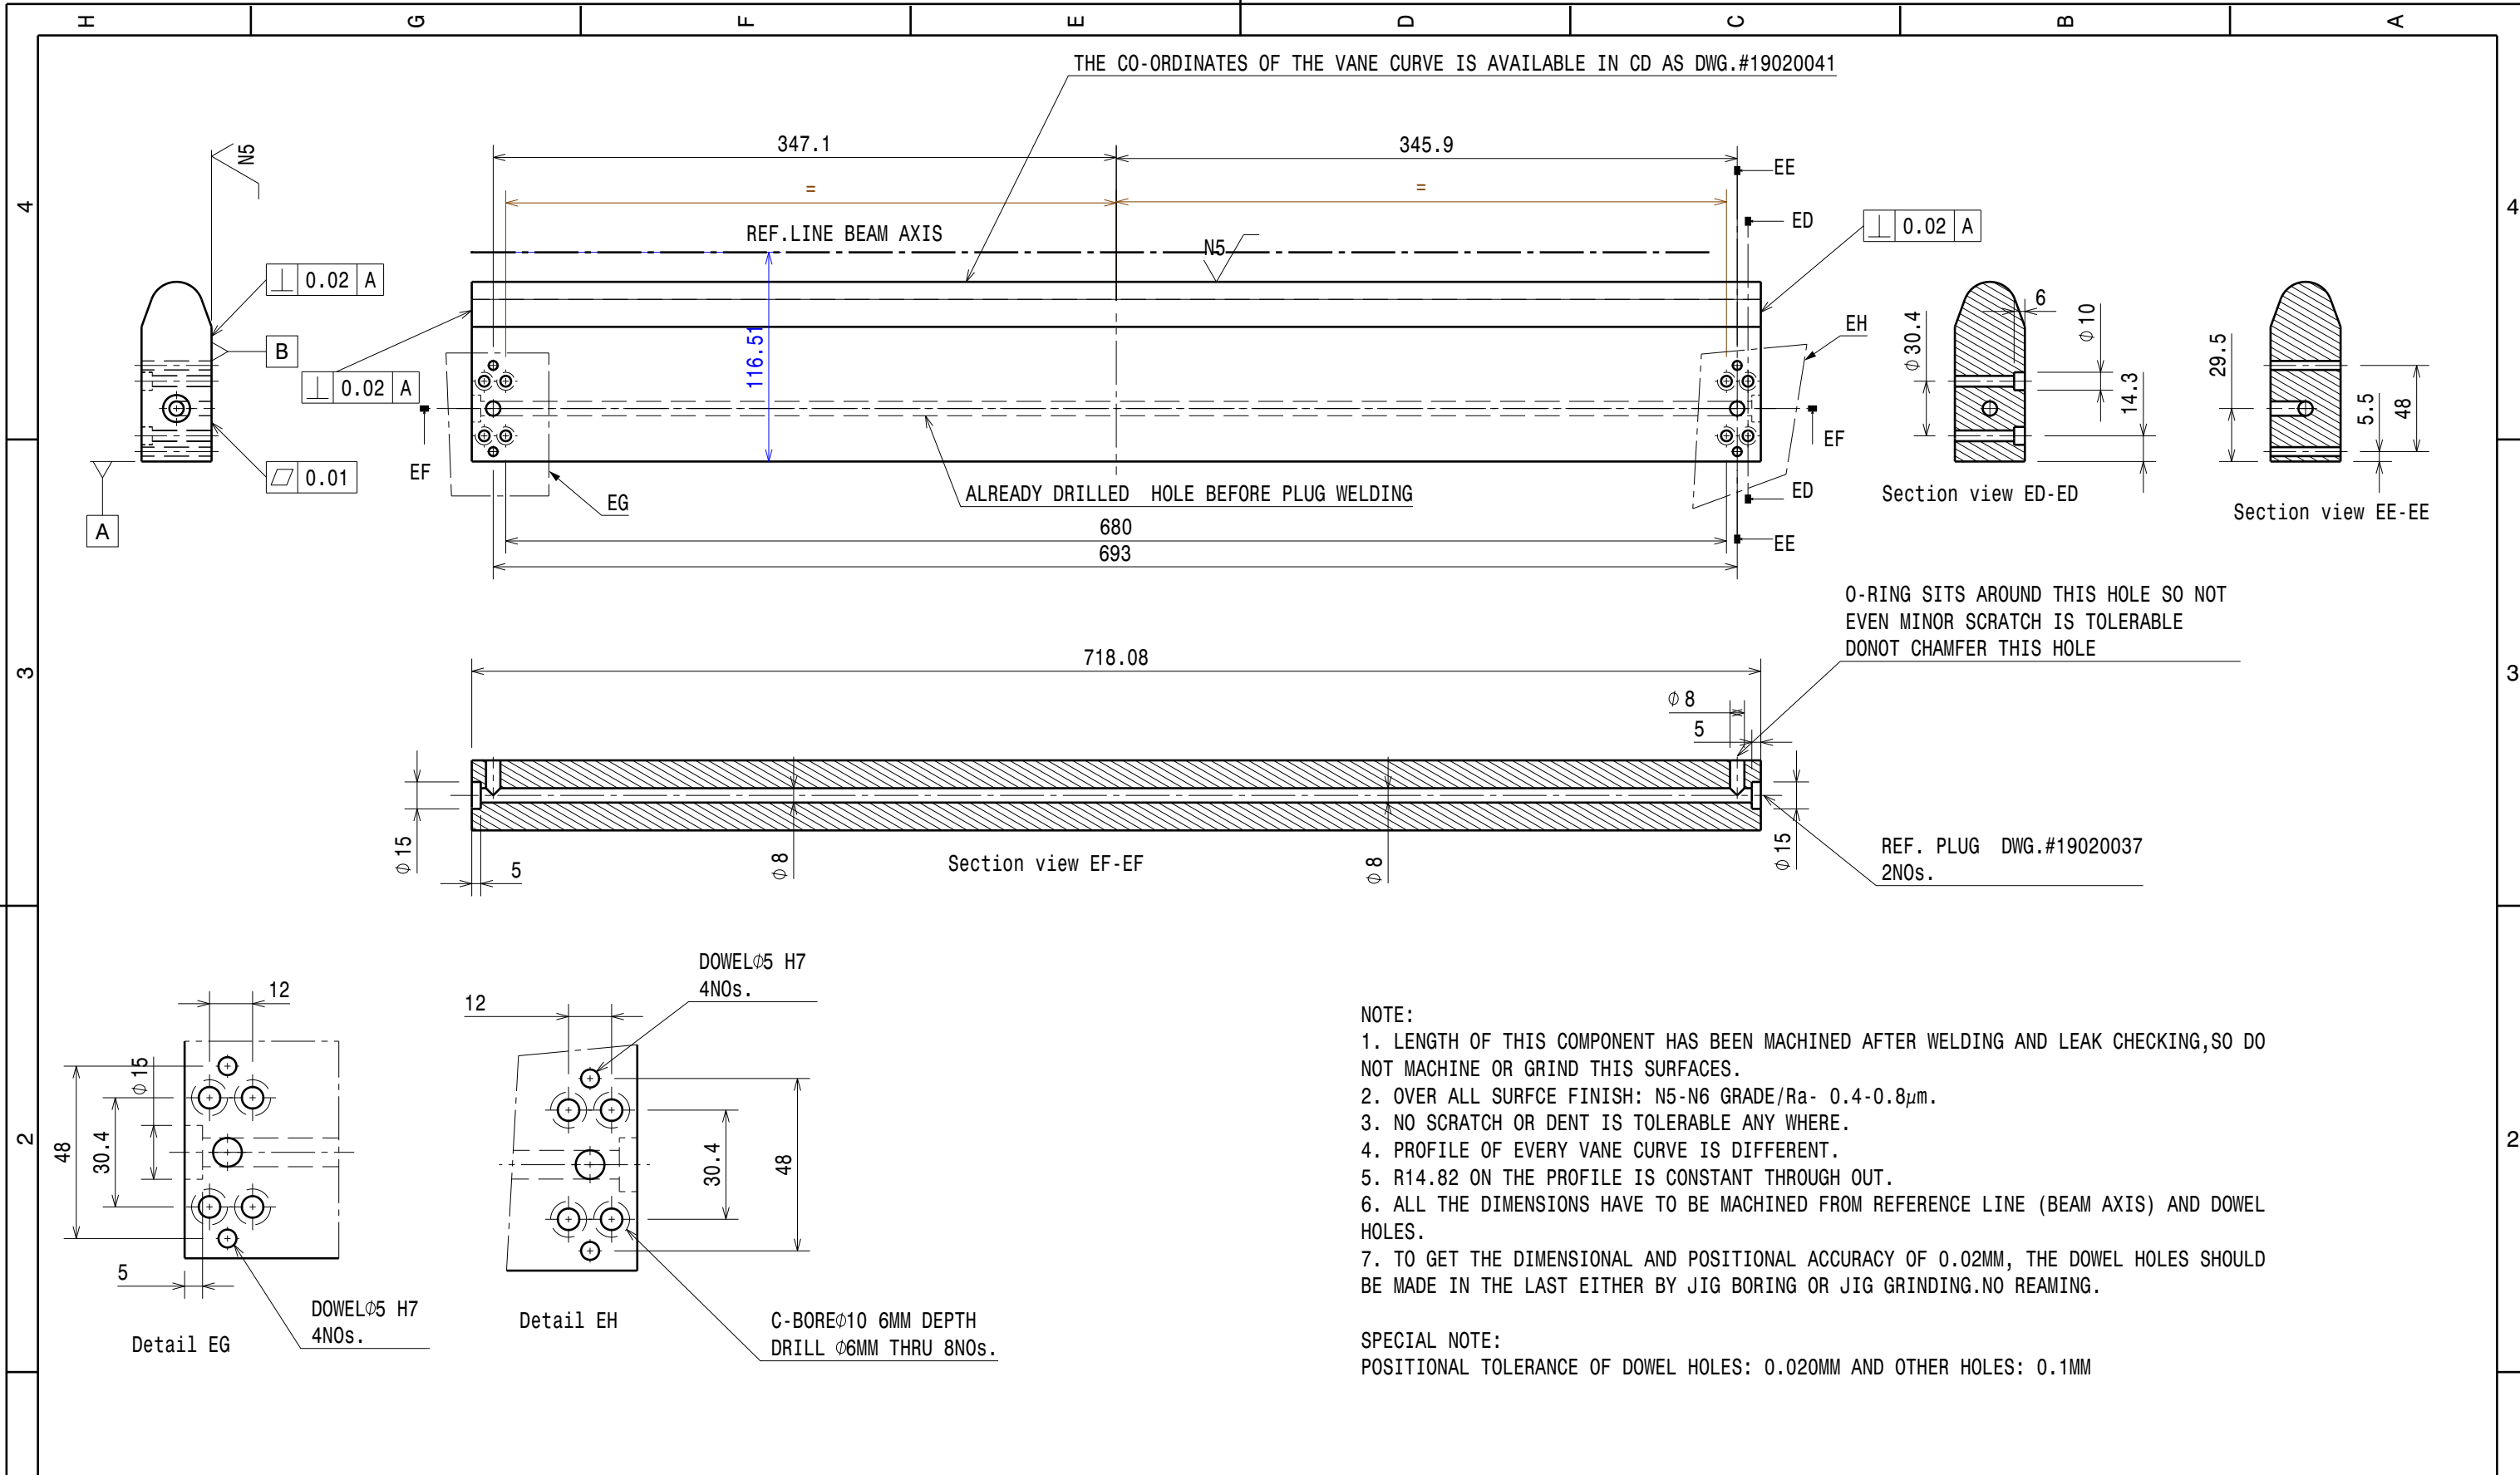 H G F E D C B A
THE CO-ORDINATES OF THE VANE CURVE IS AVAILABLE IN CD AS DWG.#19020041
4
4
N5
347.1
345.9
=
=
EE
ED
REF.LINE BEAM AXIS
N5
⊥ 0.02 A
⊥ 0.02 A
B
⊥ 0.02 A
⏥ 0.01
A
116.51
EH
EF
EF
EG
ALREADY DRILLED HOLE BEFORE PLUG WELDING
ED
EE
680
693
φ30.4
6
φ10
14.3
Section view ED-ED
29.5
5.5
48
Section view EE-EE
3
3
O-RING SITS AROUND THIS HOLE SO NOT
EVEN MINOR SCRATCH IS TOLERABLE
DONOT CHAMFER THIS HOLE
718.08
φ8
5
φ15
5
φ8
Section view EF-EF
φ8
φ15
REF. PLUG DWG.#19020037
2NOs.
2
2
12
48
30.4
φ15
5
DOWELφ5 H7
4NOs.
Detail EG
12
DOWELφ5 H7
4NOs.
30.4
48
Detail EH
C-BOREφ10 6MM DEPTH
DRILL φ6MM THRU 8NOs.
NOTE:
1. LENGTH OF THIS COMPONENT HAS BEEN MACHINED AFTER WELDING AND LEAK CHECKING,SO DO
NOT MACHINE OR GRIND THIS SURFACES.
2. OVER ALL SURFCE FINISH: N5-N6 GRADE/Ra- 0.4-0.8µm.
3. NO SCRATCH OR DENT IS TOLERABLE ANY WHERE.
4. PROFILE OF EVERY VANE CURVE IS DIFFERENT.
5. R14.82 ON THE PROFILE IS CONSTANT THROUGH OUT.
6. ALL THE DIMENSIONS HAVE TO BE MACHINED FROM REFERENCE LINE (BEAM AXIS) AND DOWEL
HOLES.
7. TO GET THE DIMENSIONAL AND POSITIONAL ACCURACY OF 0.02MM, THE DOWEL HOLES SHOULD
BE MADE IN THE LAST EITHER BY JIG BORING OR JIG GRINDING.NO REAMING.
SPECIAL NOTE:
POSITIONAL TOLERANCE OF DOWEL HOLES: 0.020MM AND OTHER HOLES: 0.1MM